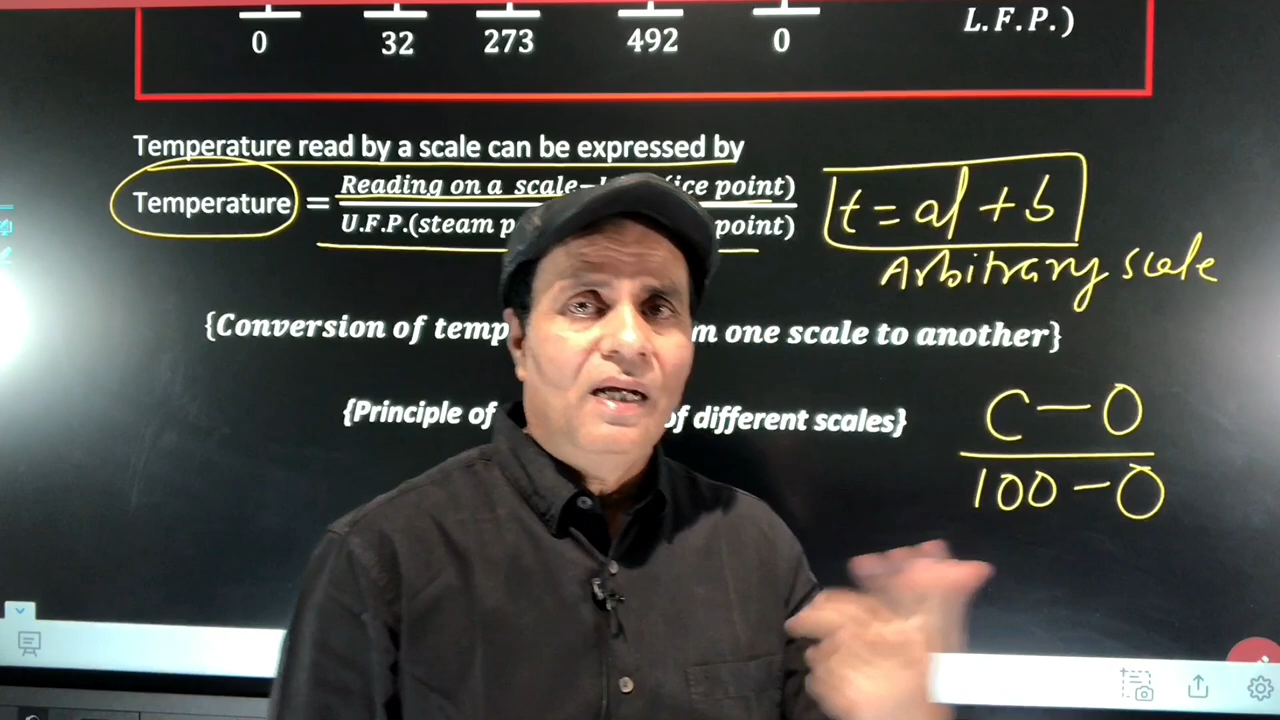 0 32 273 492 0 L.F.P.)
Temperature read by a scale can be expressed by
Temperature = Reading on a scale– (ice point)
U.F.P.(steam point)
t = al + b
Arbitrary scale
{Conversion of one scale to another}
{Principle of of different scales}
C – 0
100 – 0